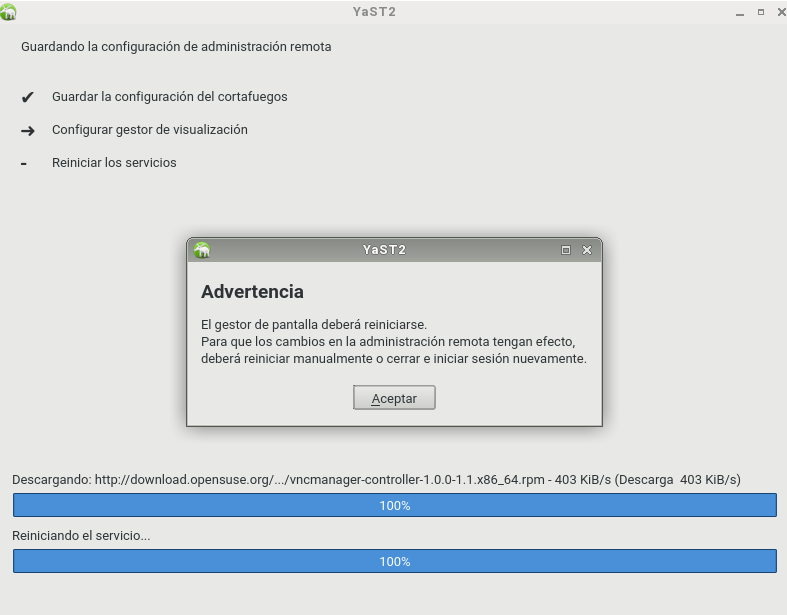 YaST2
Guardando la configuración de administración remota
✔ Guardar la configuración del cortafuegos
➔ Configurar gestor de visualización
- Reiniciar los servicios
YaST2
Advertencia
El gestor de pantalla deberá reiniciarse.
Para que los cambios en la administración remota tengan efecto,
deberá reiniciar manualmente o cerrar e iniciar sesión nuevamente.
Aceptar
Descargando: http://download.opensuse.org/.../vncmanager-controller-1.0.0-1.1.x86_64.rpm - 403 KiB/s (Descarga  403 KiB/s)
100%
Reiniciando el servicio...
100%